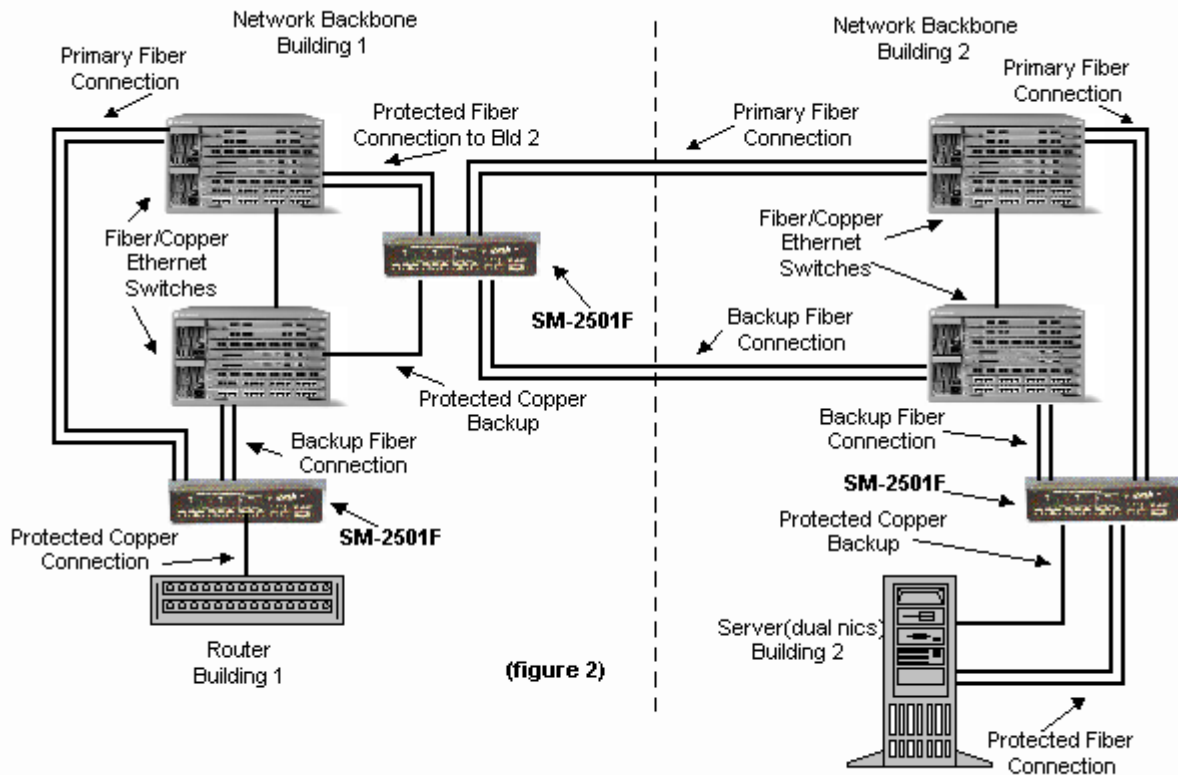 Network Backbone
Building 1
Network Backbone
Building 2
Primary Fiber
Connection
Protected Fiber
Connection to Bld 2
Primary Fiber
Connection
Primary Fiber
Connection
Fiber/Copper
Ethernet
Switches
Fiber/Copper
Ethernet
Switches
SM-2501F
Backup Fiber
Connection
Protected Copper
Backup
Backup Fiber
Connection
Backup Fiber
Connection
SM-2501F
SM-2501F
Protected Copper
Connection
Protected Copper
Backup
Router
Building 1
(figure 2)
Server(dual nics)
Building 2
Protected Fiber
Connection